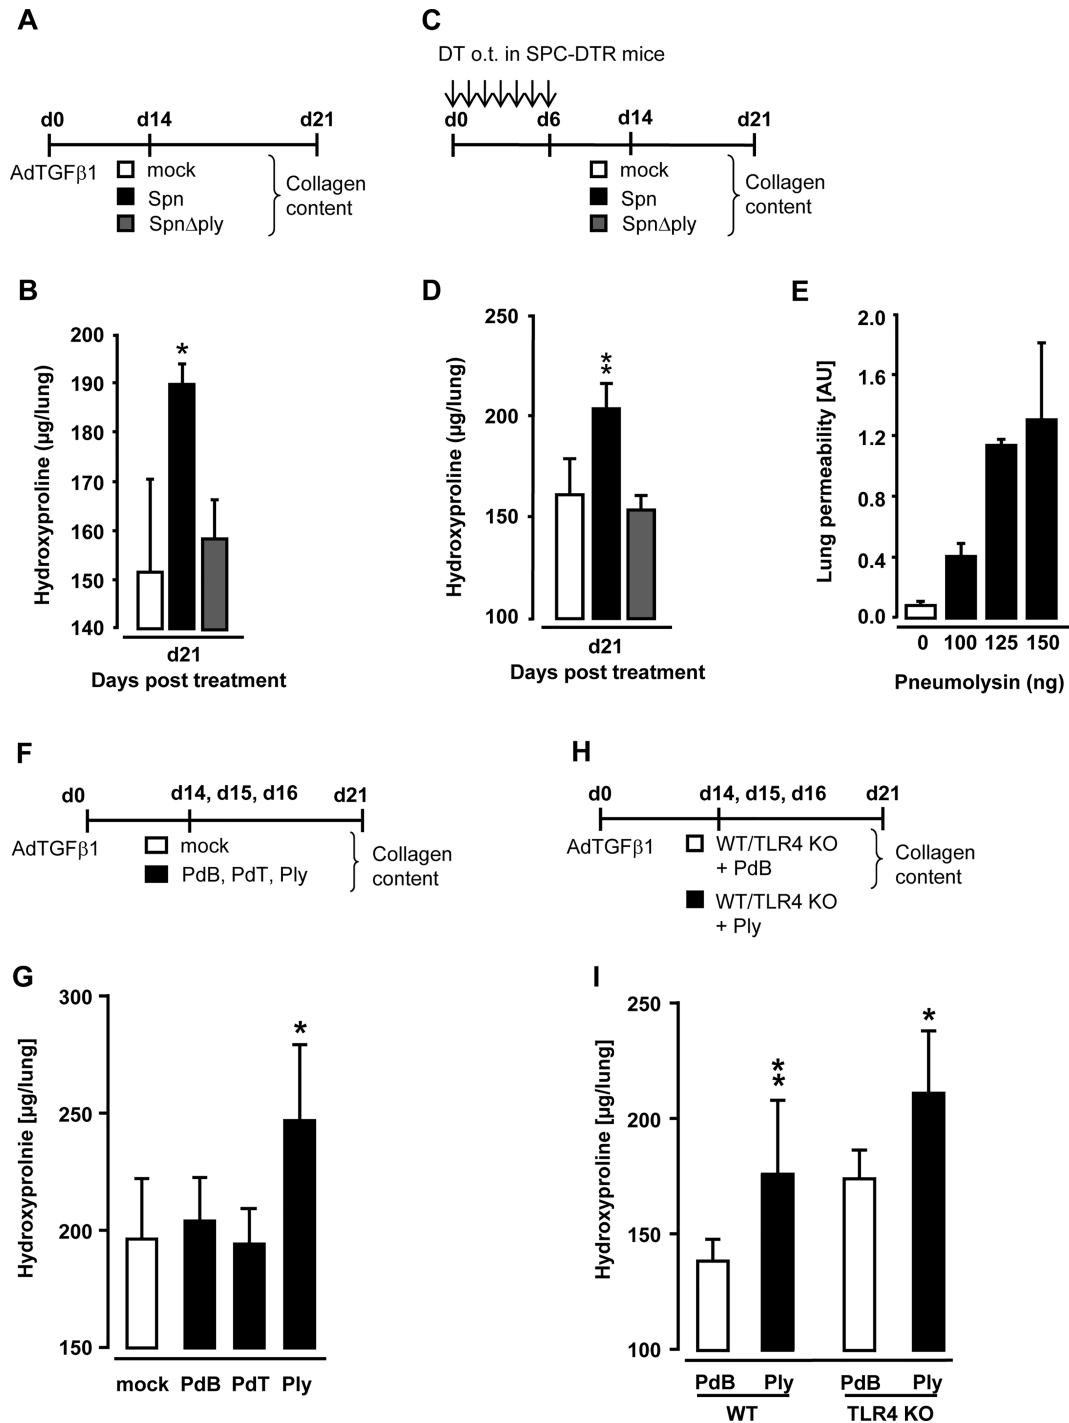 A
d0 d14 d21
AdTGFβ1
mock
Spn
SpnΔply
Collagen
content
C
DT o.t. in SPC-DTR mice
d0 d6 d14 d21
mock
Spn
SpnΔply
Collagen
content
B
Hydroxyproline (µg/lung)
200
190
180
170
160
150
140
*
d21
Days post treatment
D
Hydroxyproline (µg/lung)
250
200
150
100
**
d21
Days post treatment
E
Lung permeability [AU]
2.0
1.6
1.2
0.8
0.4
0.0
0 100 125 150
Pneumolysin (ng)
F
d0 d14, d15, d16 d21
AdTGFβ1
mock
PdB, PdT, Ply
Collagen
content
H
d0 d14, d15, d16 d21
AdTGFβ1
WT/TLR4 KO
+ PdB
WT/TLR4 KO
+ Ply
Collagen
content
G
Hydroxyprolnie [µg/lung]
300
250
200
150
*
mock PdB PdT Ply
I
Hydroxyproline [µg/lung]
250
200
150
100
**
*
PdB Ply PdB Ply
WT TLR4 KO